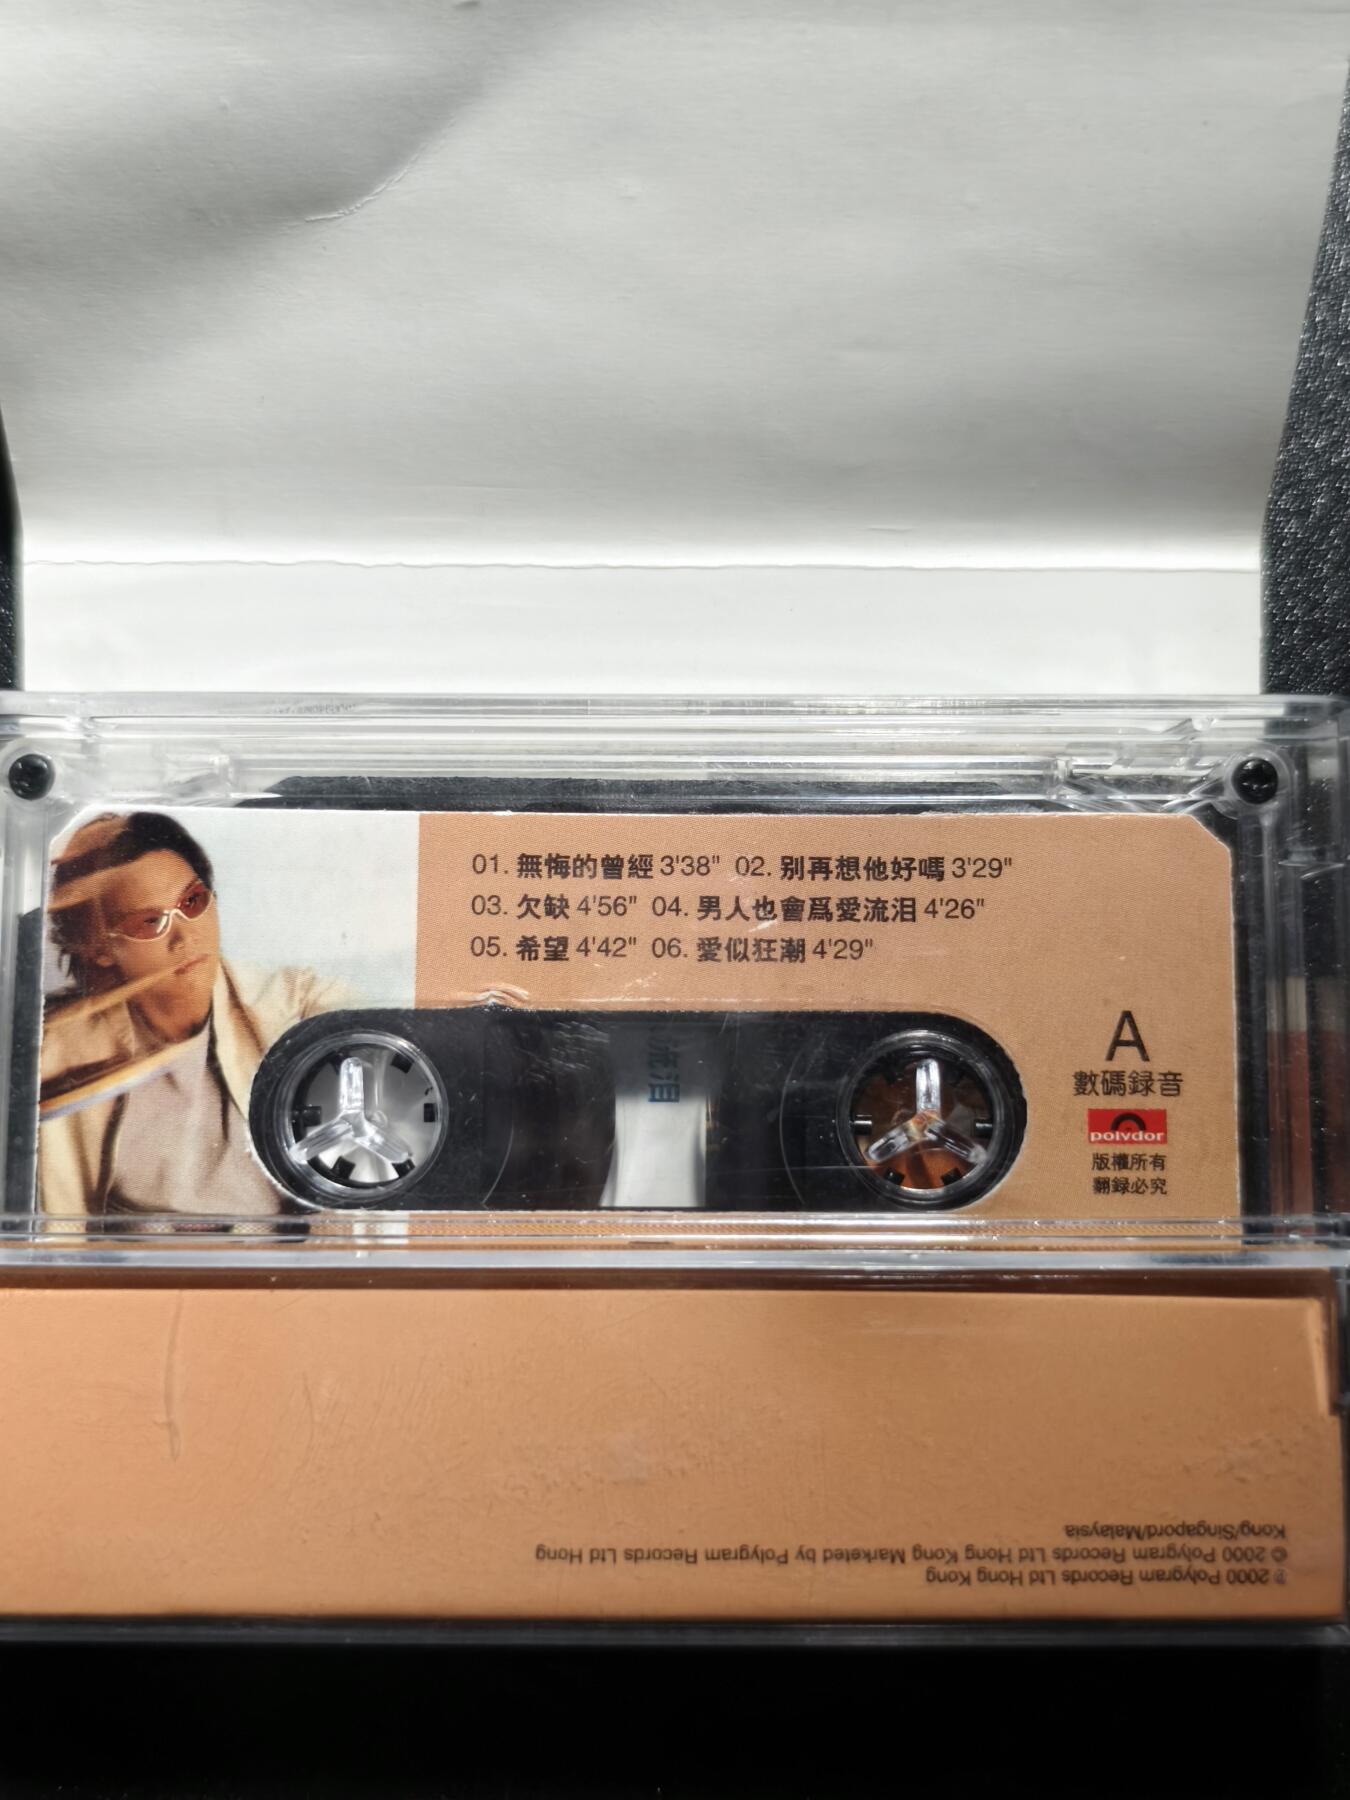 01. 無悔的曾經 3'38" 02. 别再想他好嗎 3'29"
03. 欠缺 4'56" 04. 男人也會爲愛流泪 4'26"
05. 希望 4'42" 06. 愛似狂潮 4'29"
A
數碼録音
polydor
版權所有
翻録必究
流泪
℗ 2000 Polygram Records Ltd Hong Kong
© 2000 Polygram Records Ltd Hong Kong Marketed by Polygram Records Ltd Hong
Kong/Singapord/Malaysia